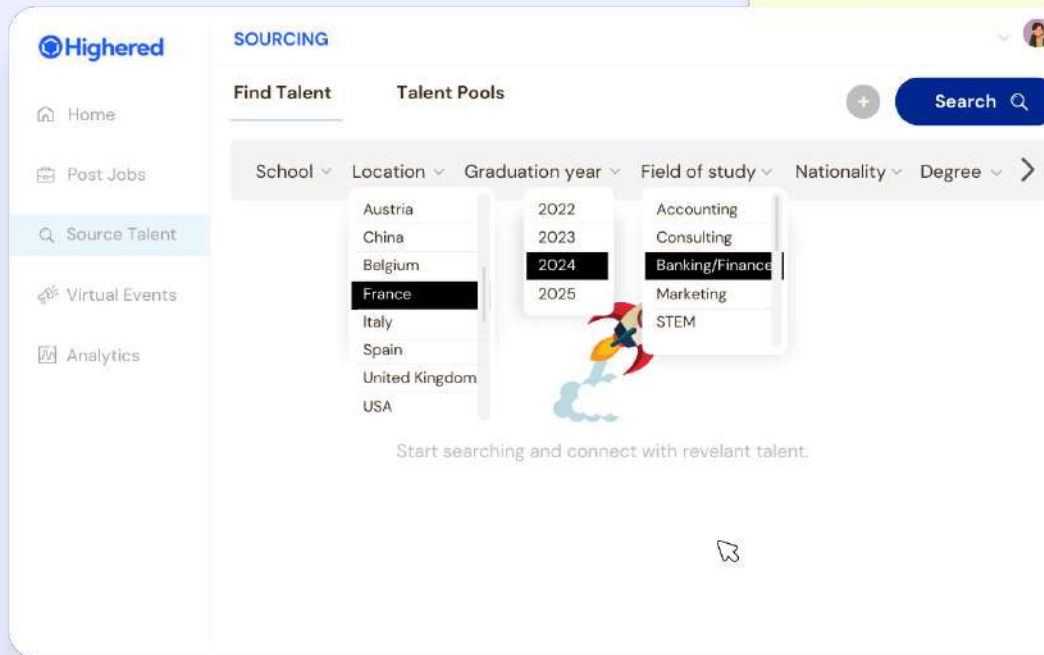 Highered
SOURCING
Find Talent
Talent Pools
Search
Home
Post Jobs
Source Talent
Virtual Events
Analytics
School
Location
Graduation year
Field of study
Nationality
Degree
Austria
China
Belgium
France
Italy
Spain
United Kingdom
USA
2022
2023
2024
2025
Accounting
Consulting
Banking/Finance
Marketing
STEM
Start searching and connect with revelant talent.